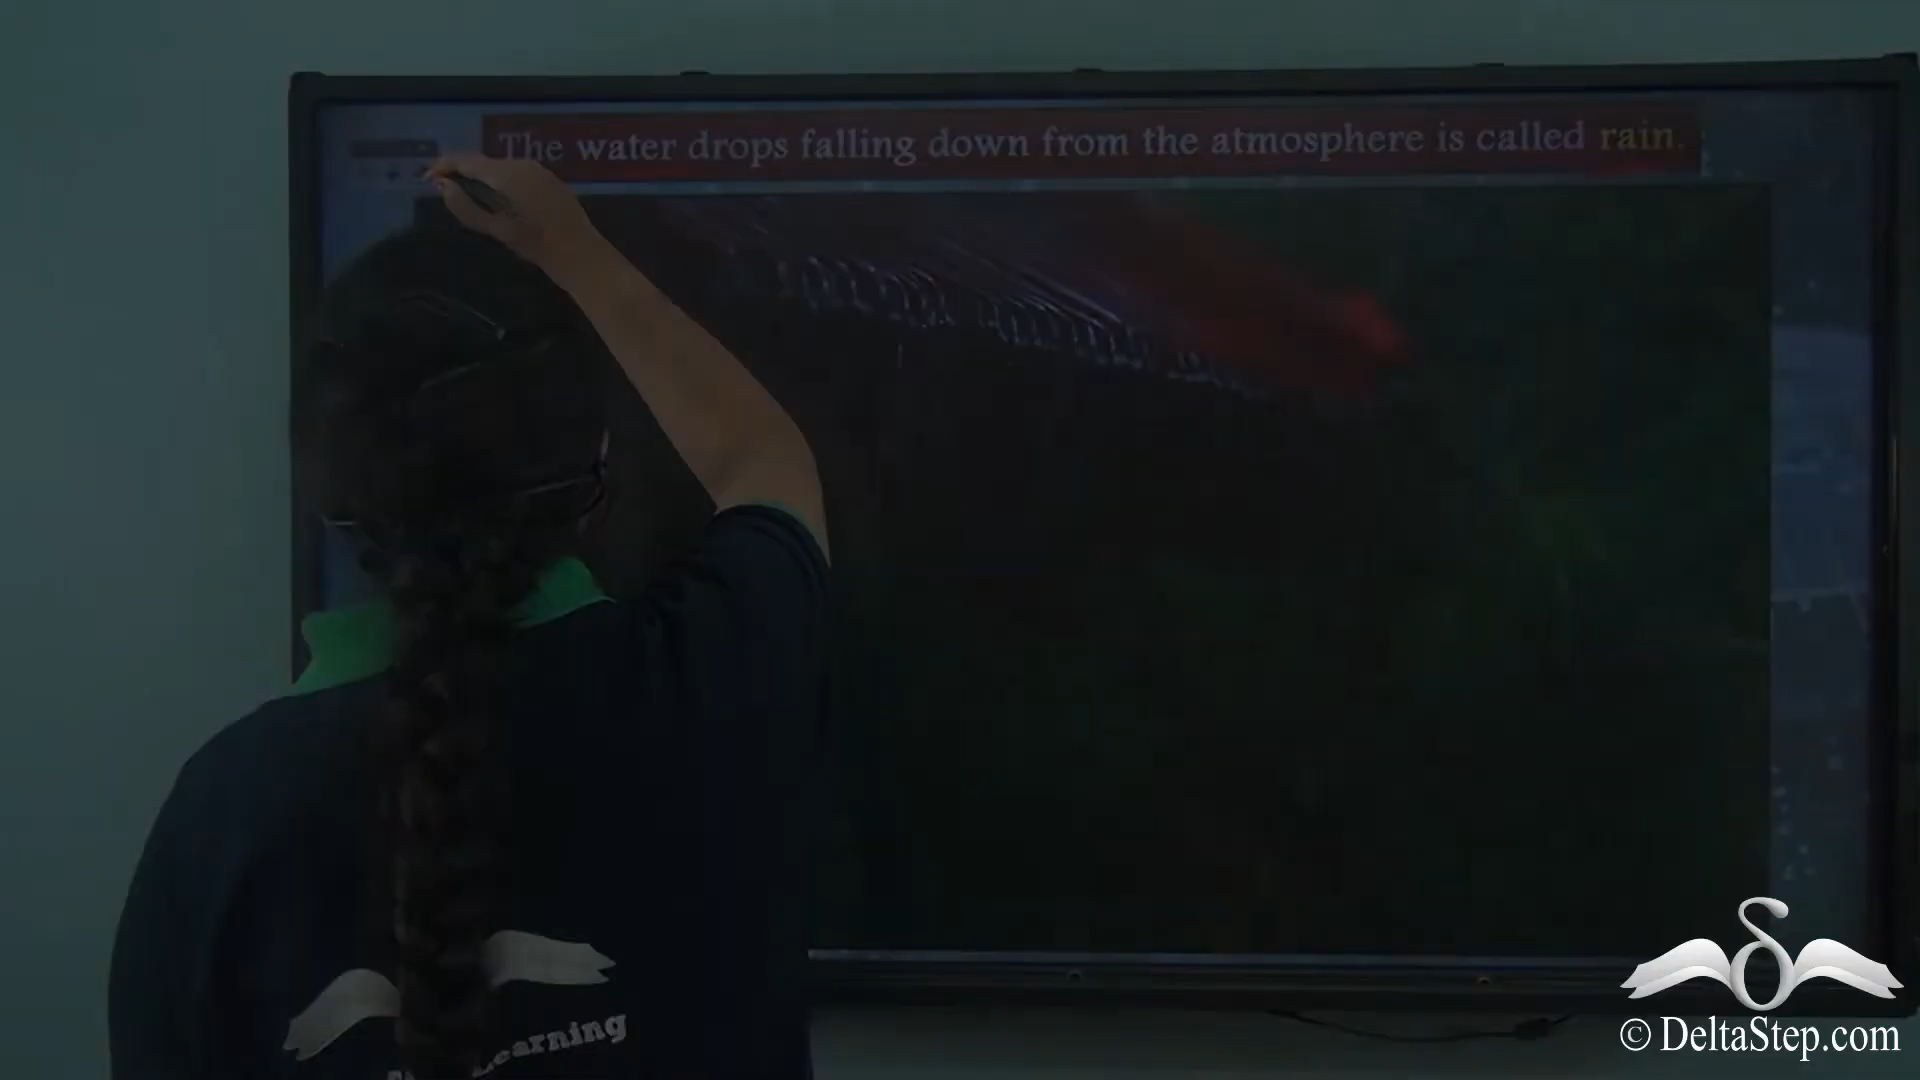 The water drops falling down from the atmosphere is called rain.
Learning
© DeltaStep.com